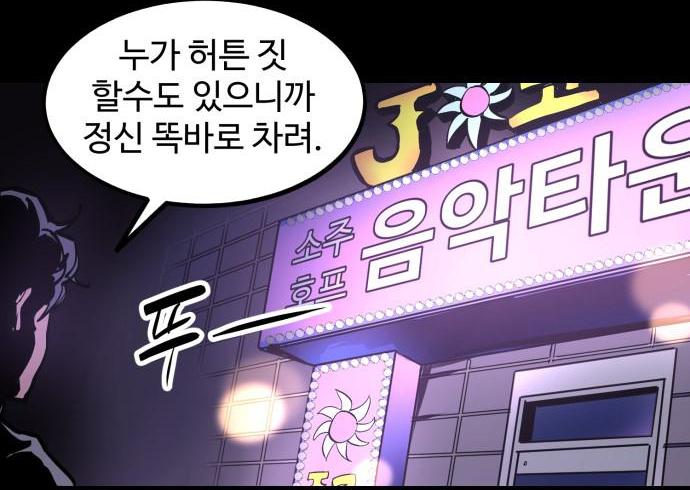 누가 허튼 짓
할수도 있으니까
정신 똑바로 차려.
소주
호프
음악타운
푸ㅡ